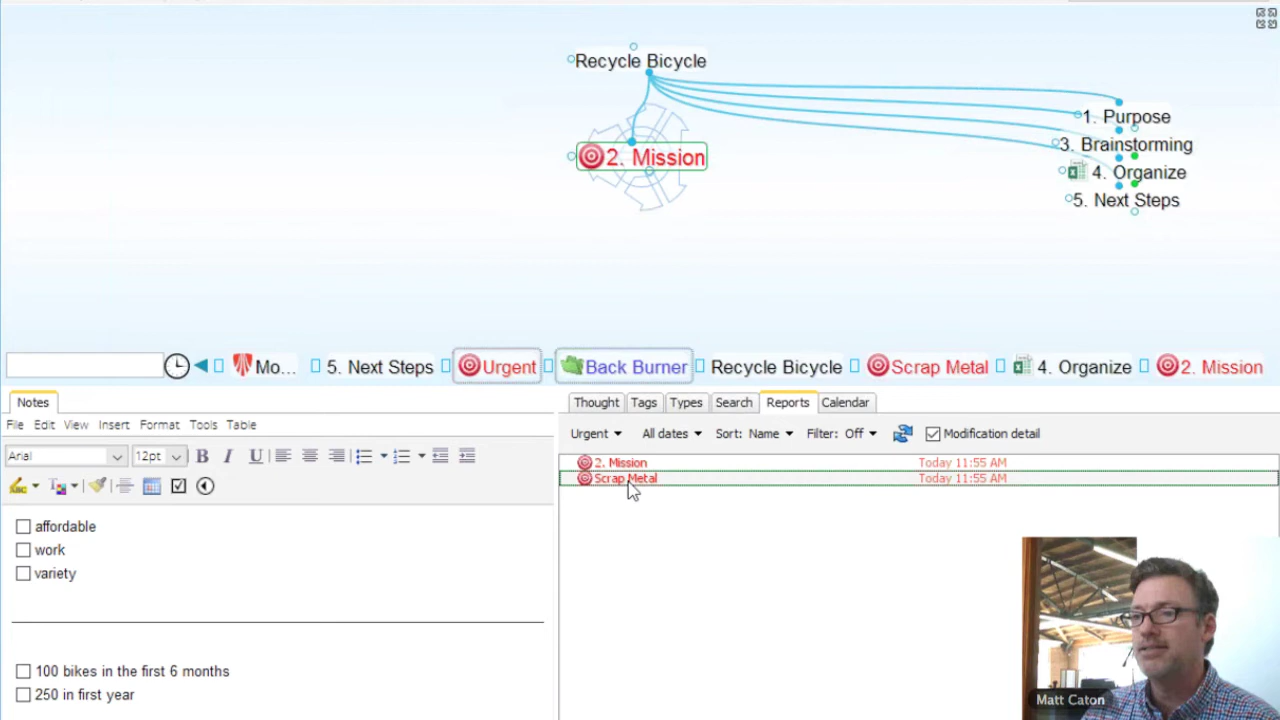 Recycle Bicycle
1. Purpose
2. Mission
3. Brainstorming
4. Organize
5. Next Steps
Mo... 5. Next Steps Urgent Back Burner Recycle Bicycle Scrap Metal 4. Organize 2. Mission
Notes
File Edit View Insert Format Tools Table
Arial 12pt B I U
ABC
affordable
work
variety
100 bikes in the first 6 months
250 in first year
Thought Tags Types Search Reports Calendar
Urgent All dates Sort: Name Filter: Off Modification detail
2. Mission Today 11:55 AM
Scrap Metal Today 11:55 AM
Matt Caton